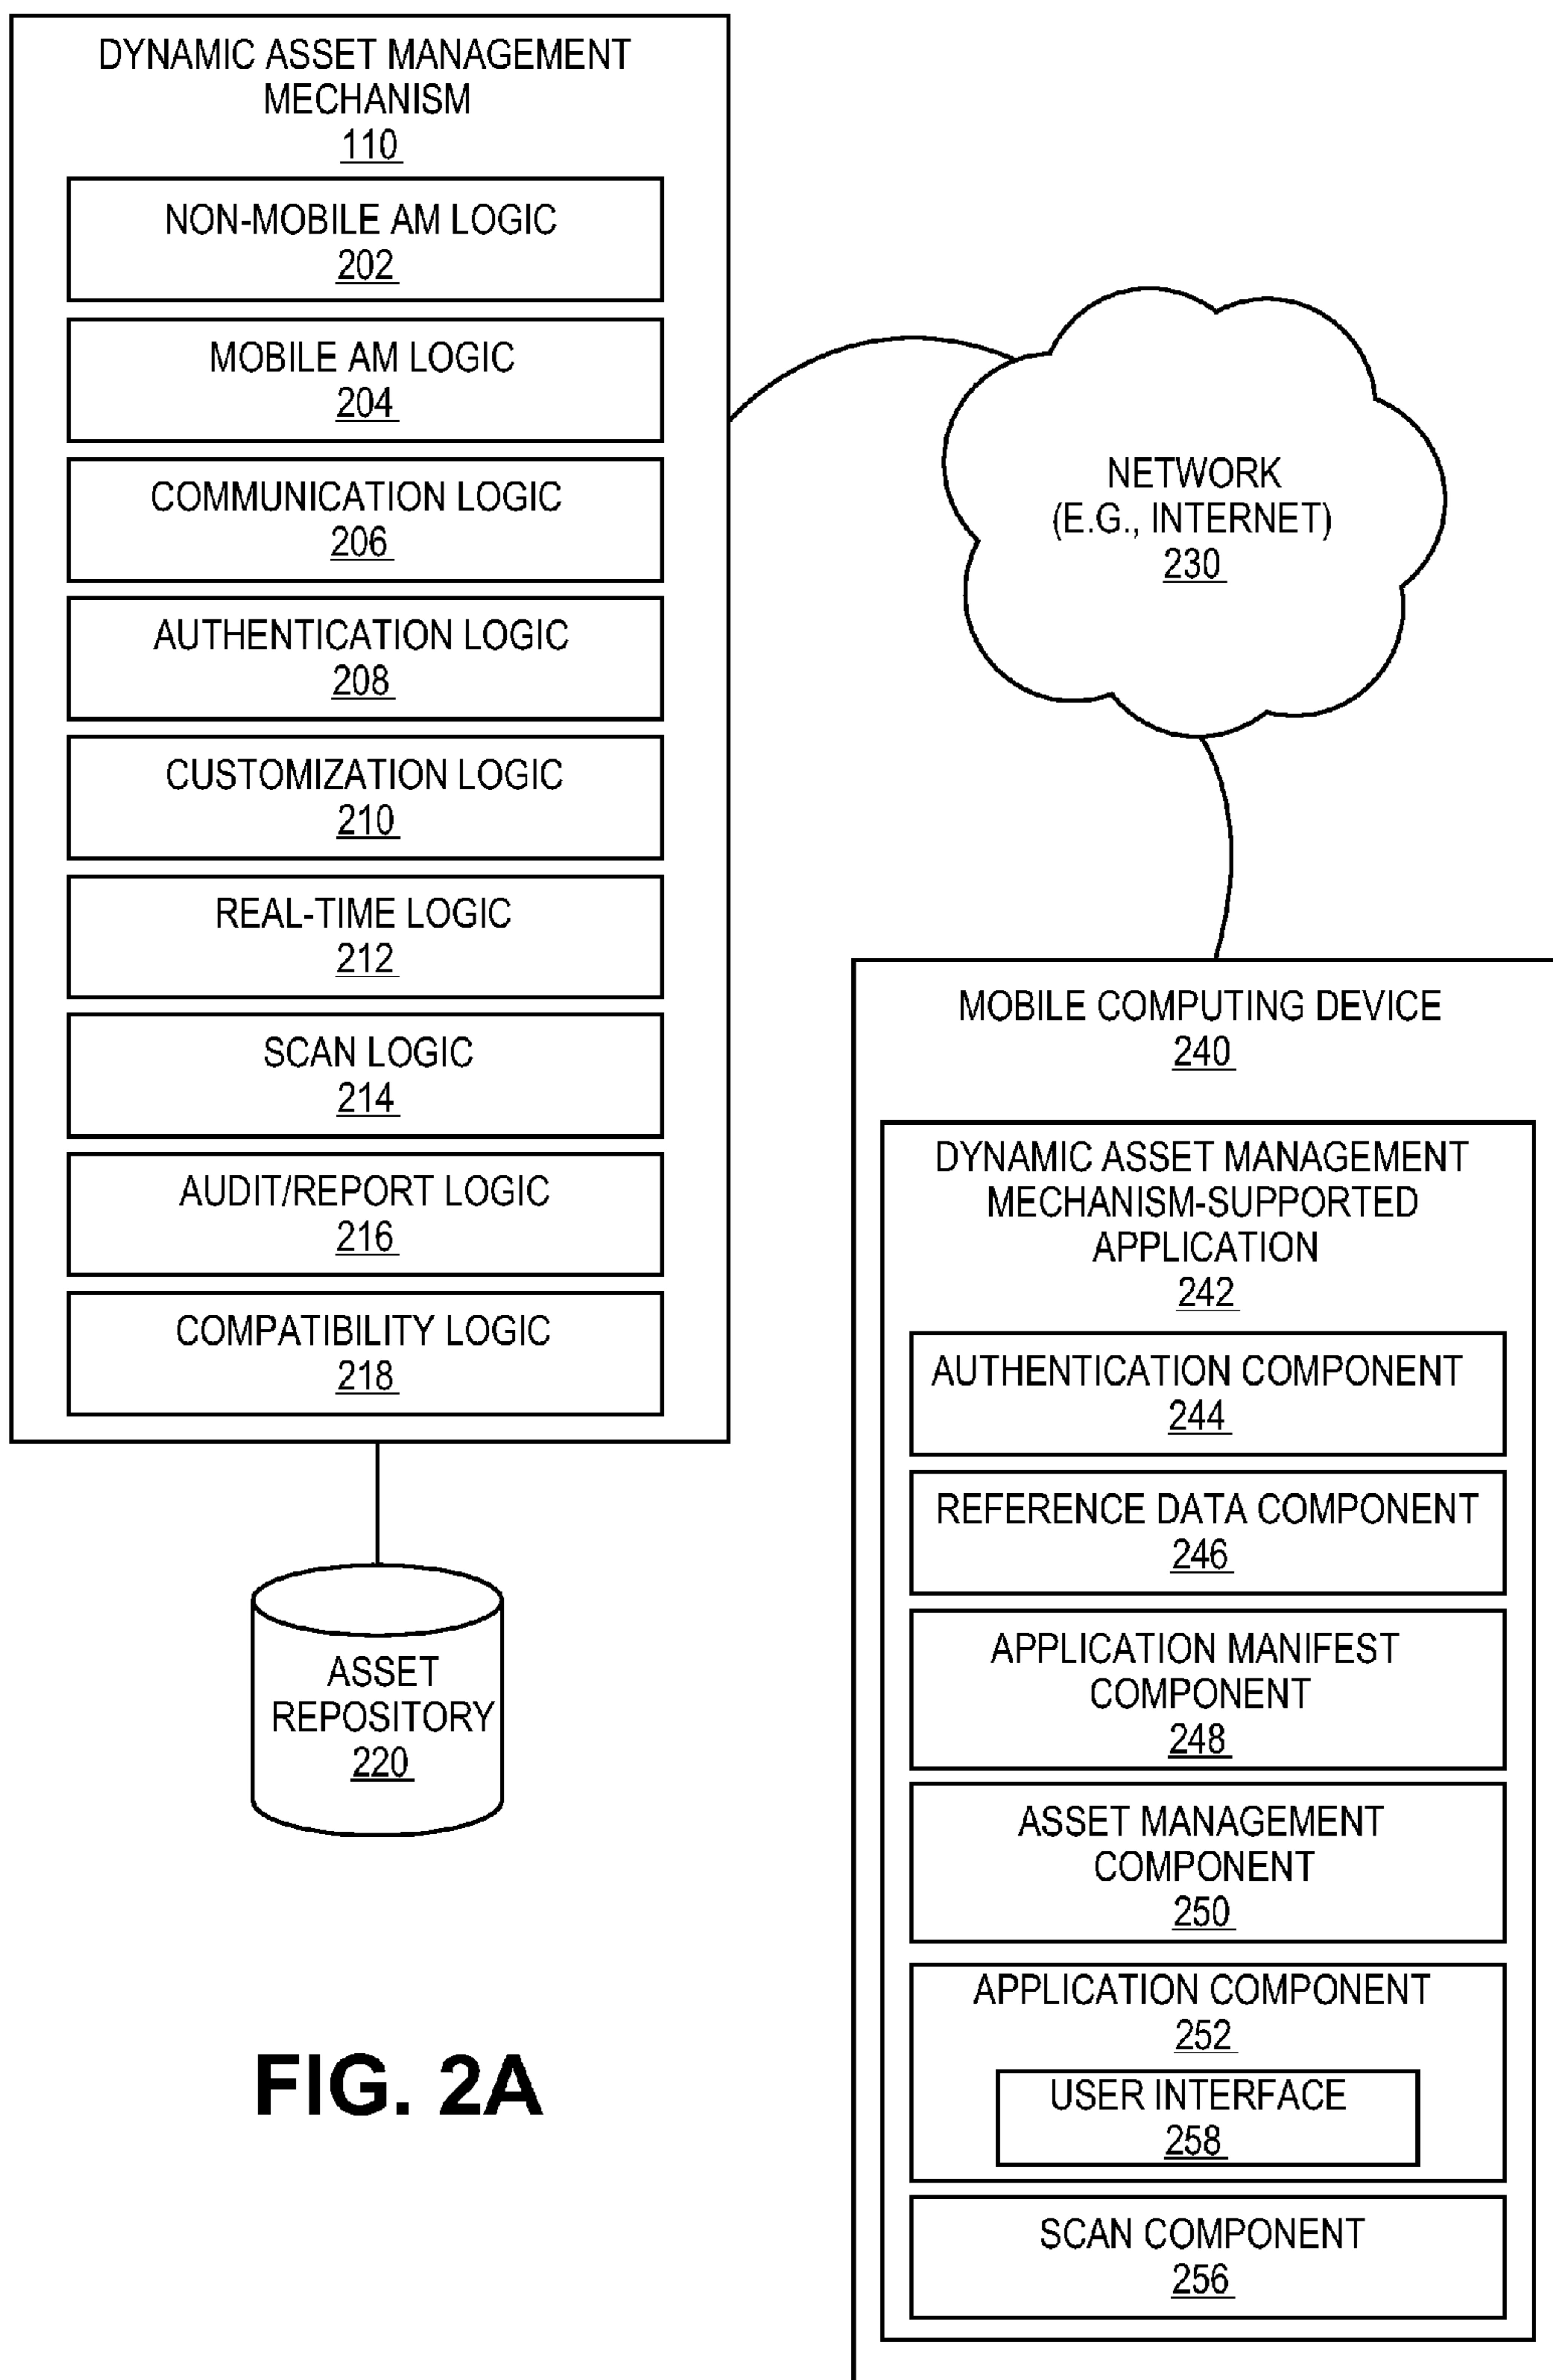 DYNAMIC ASSET MANAGEMENT
MECHANISM
110
NON-MOBILE AM LOGIC
202
MOBILE AM LOGIC
204
COMMUNICATION LOGIC
206
AUTHENTICATION LOGIC
208
CUSTOMIZATION LOGIC
210
REAL-TIME LOGIC
212
SCAN LOGIC
214
AUDIT/REPORT LOGIC
216
COMPATIBILITY LOGIC
218
ASSET
REPOSITORY
220
NETWORK
(E.G., INTERNET)
230
MOBILE COMPUTING DEVICE
240
DYNAMIC ASSET MANAGEMENT
MECHANISM-SUPPORTED
APPLICATION
242
AUTHENTICATION COMPONENT
244
REFERENCE DATA COMPONENT
246
APPLICATION MANIFEST
COMPONENT
248
ASSET MANAGEMENT
COMPONENT
250
APPLICATION COMPONENT
252
USER INTERFACE
258
SCAN COMPONENT
256
FIG. 2A